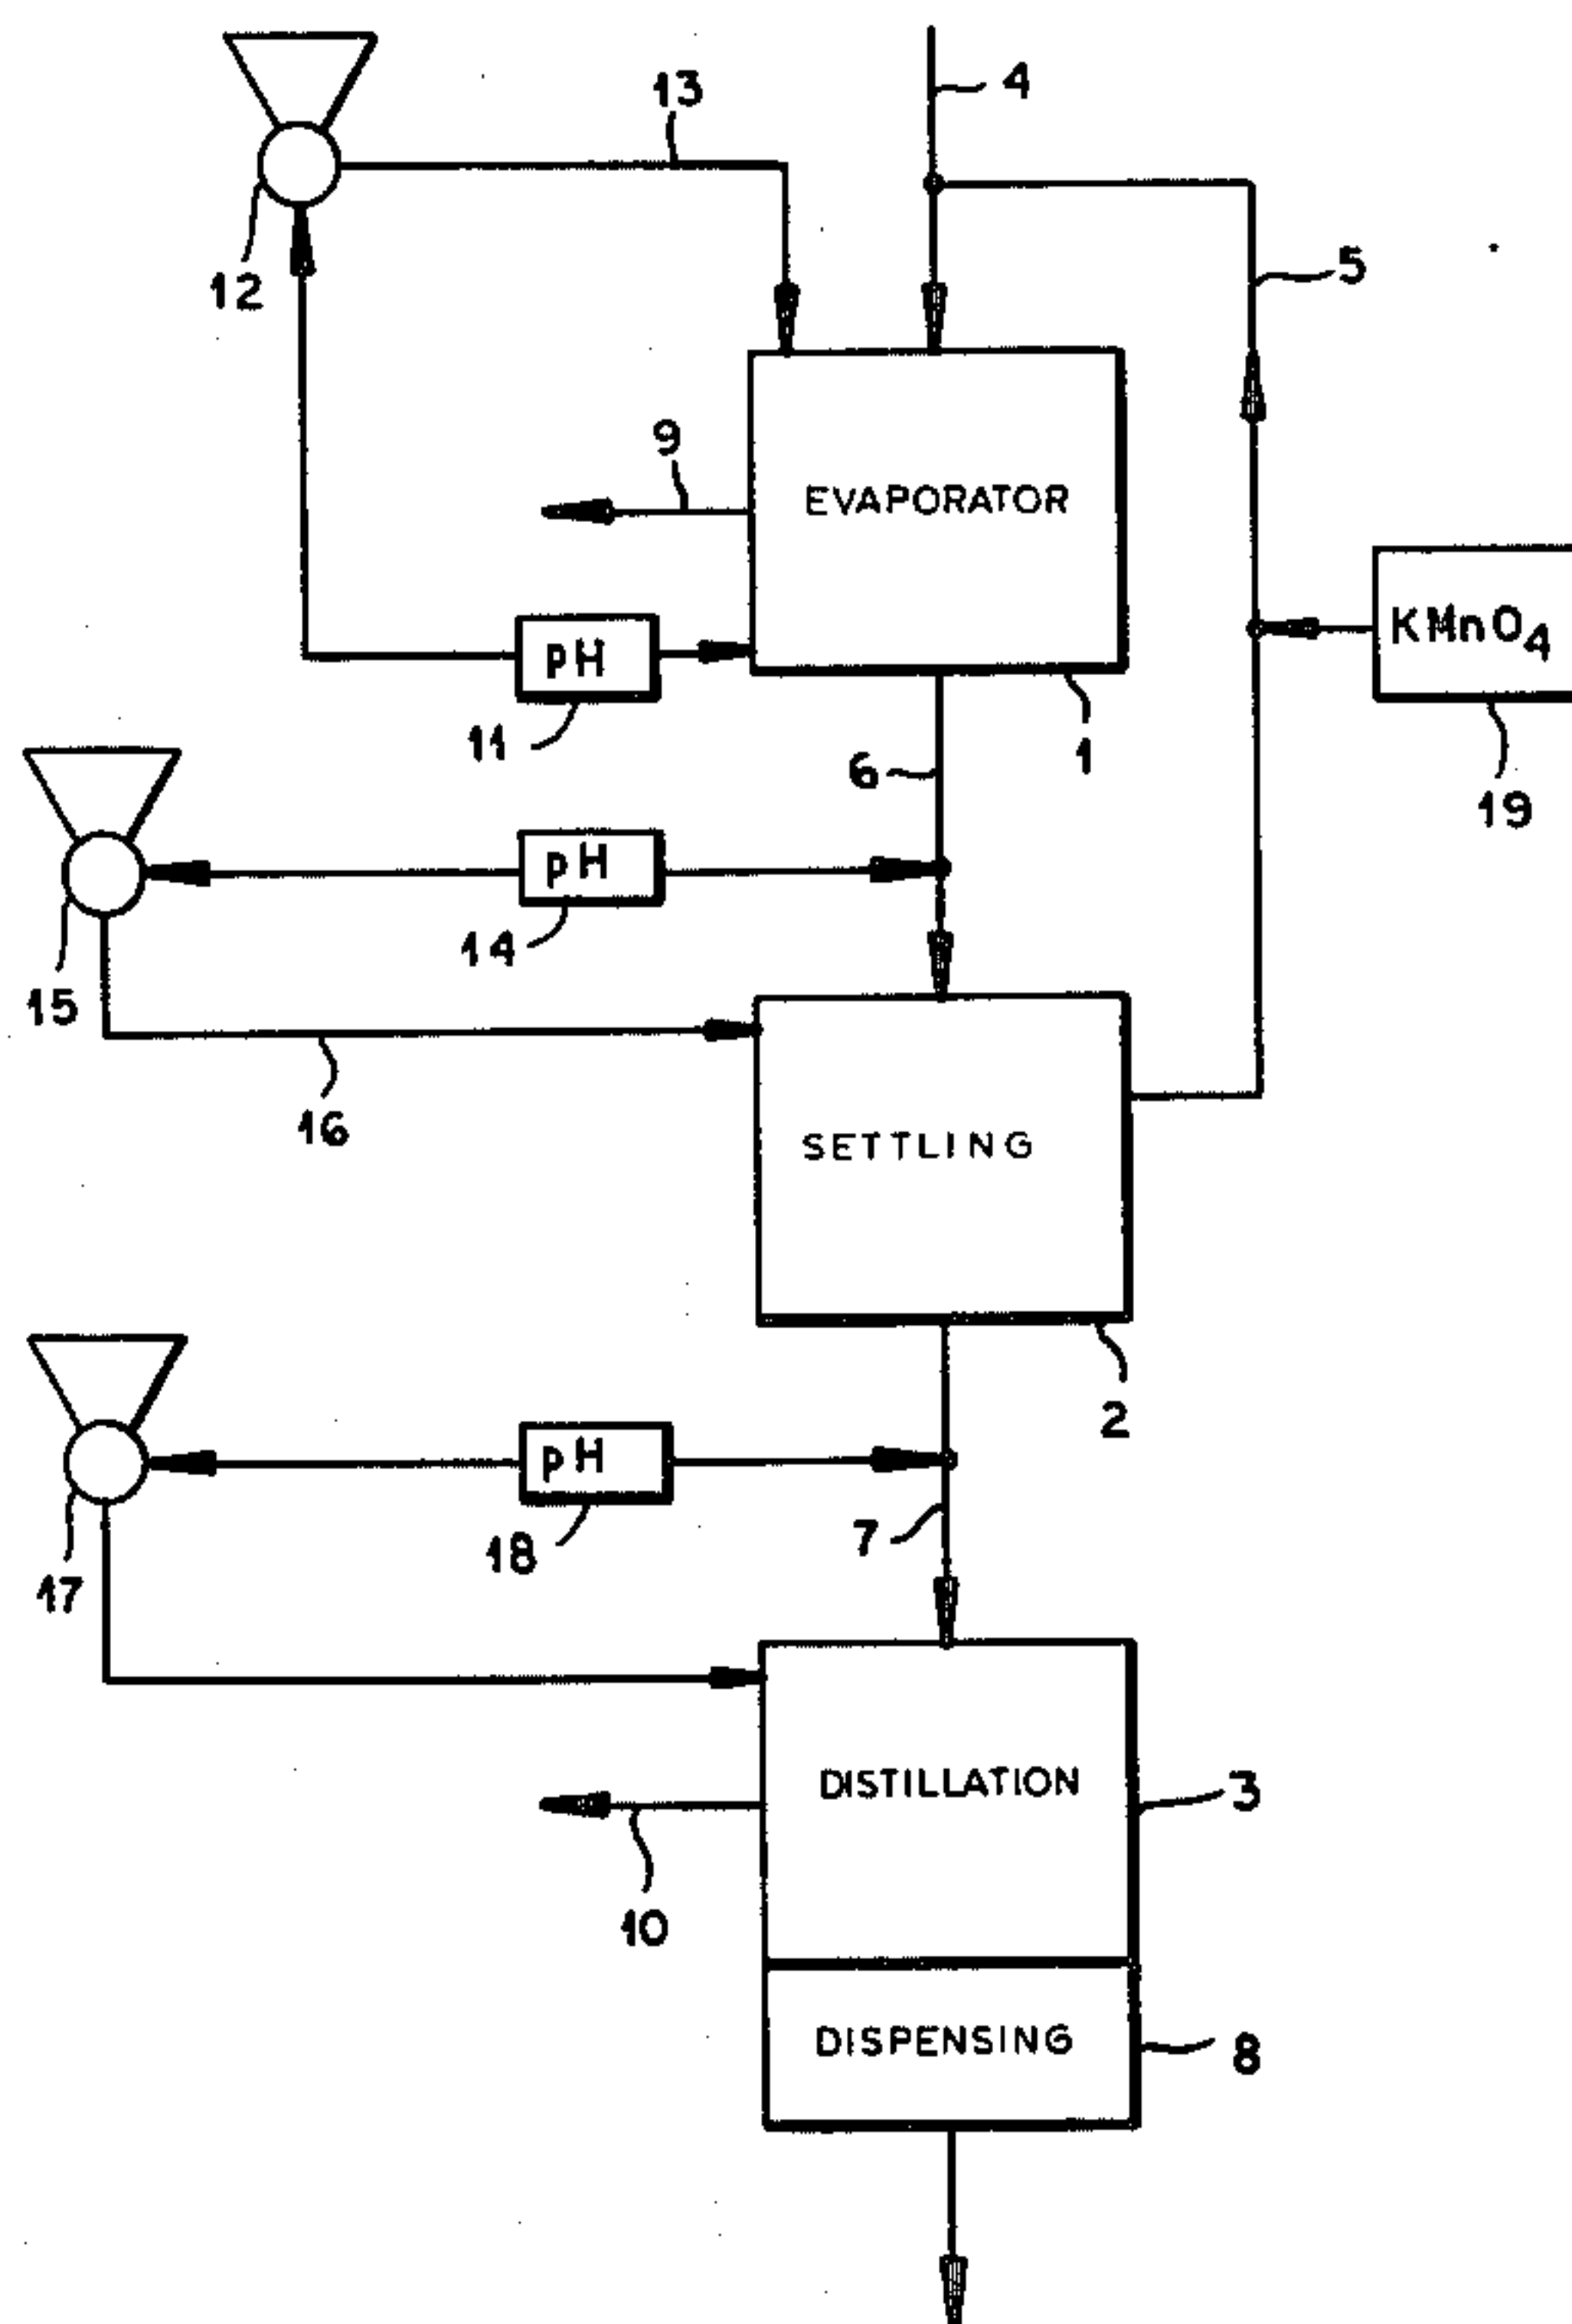 13
4
12
5
9
EVAPORATOR
KMnO4
pH
11
1
6
19
pH
14
15
16
SETTLING
2
pH
18
7
17
DISTILLATION
3
10
DISPENSING
8